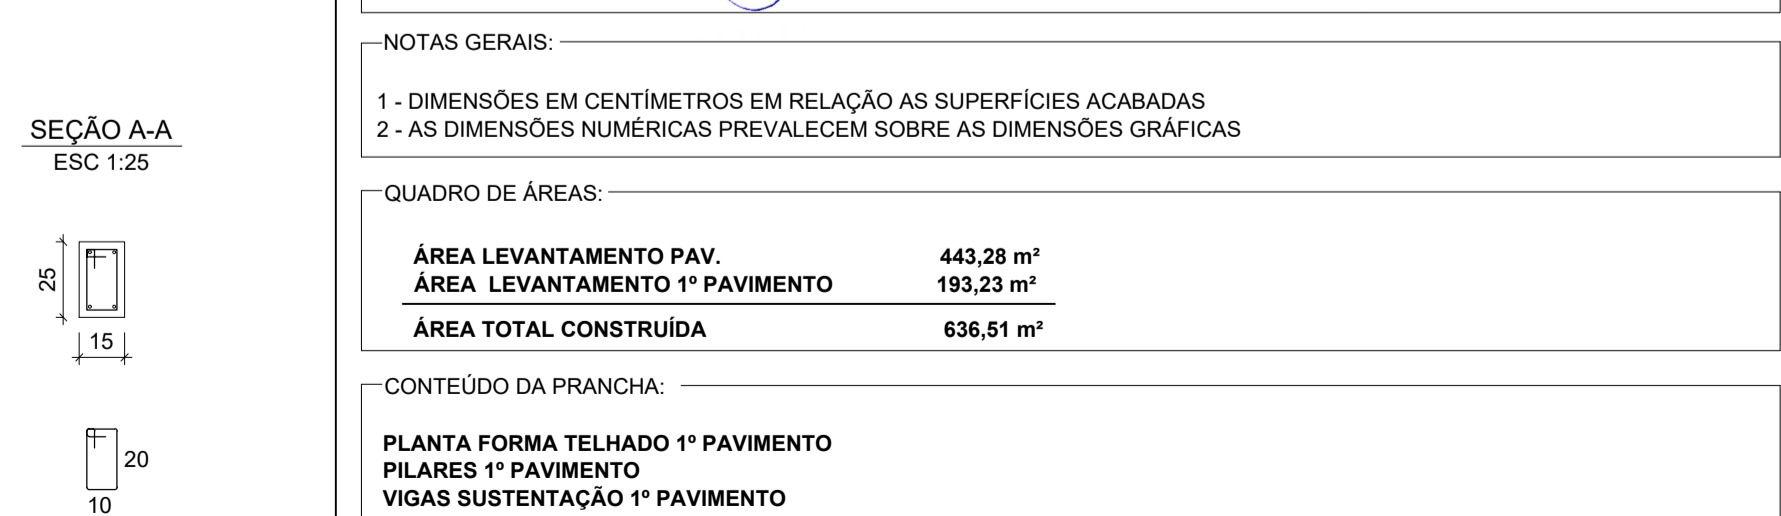 SEÇÃO A-A
ESC 1:25
25
15
20
10
NOTAS GERAIS:
1 - DIMENSÕES EM CENTÍMETROS EM RELAÇÃO AS SUPERFÍCIES ACABADAS
2 - AS DIMENSÕES NUMÉRICAS PREVALECEM SOBRE AS DIMENSÕES GRÁFICAS
QUADRO DE ÁREAS:
ÁREA LEVANTAMENTO PAV. 443,28 m²
ÁREA LEVANTAMENTO 1º PAVIMENTO 193,23 m²
ÁREA TOTAL CONSTRUÍDA 636,51 m²
CONTEÚDO DA PRANCHA:
PLANTA FORMA TELHADO 1º PAVIMENTO
PILARES 1º PAVIMENTO
VIGAS SUSTENTAÇÃO 1º PAVIMENTO